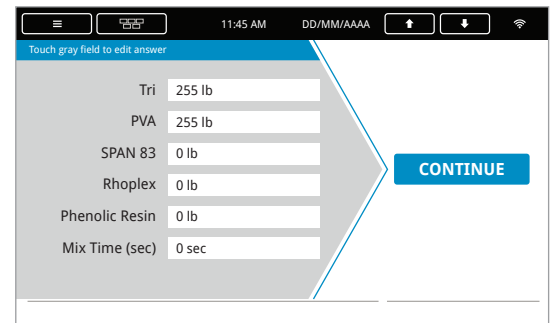 11:45 AM DD/MM/AAAA
Touch gray field to edit answer
Tri 255 lb
PVA 255 lb
SPAN 83 0 lb
Rhoplex 0 lb
Phenolic Resin 0 lb
Mix Time (sec) 0 sec
CONTINUE